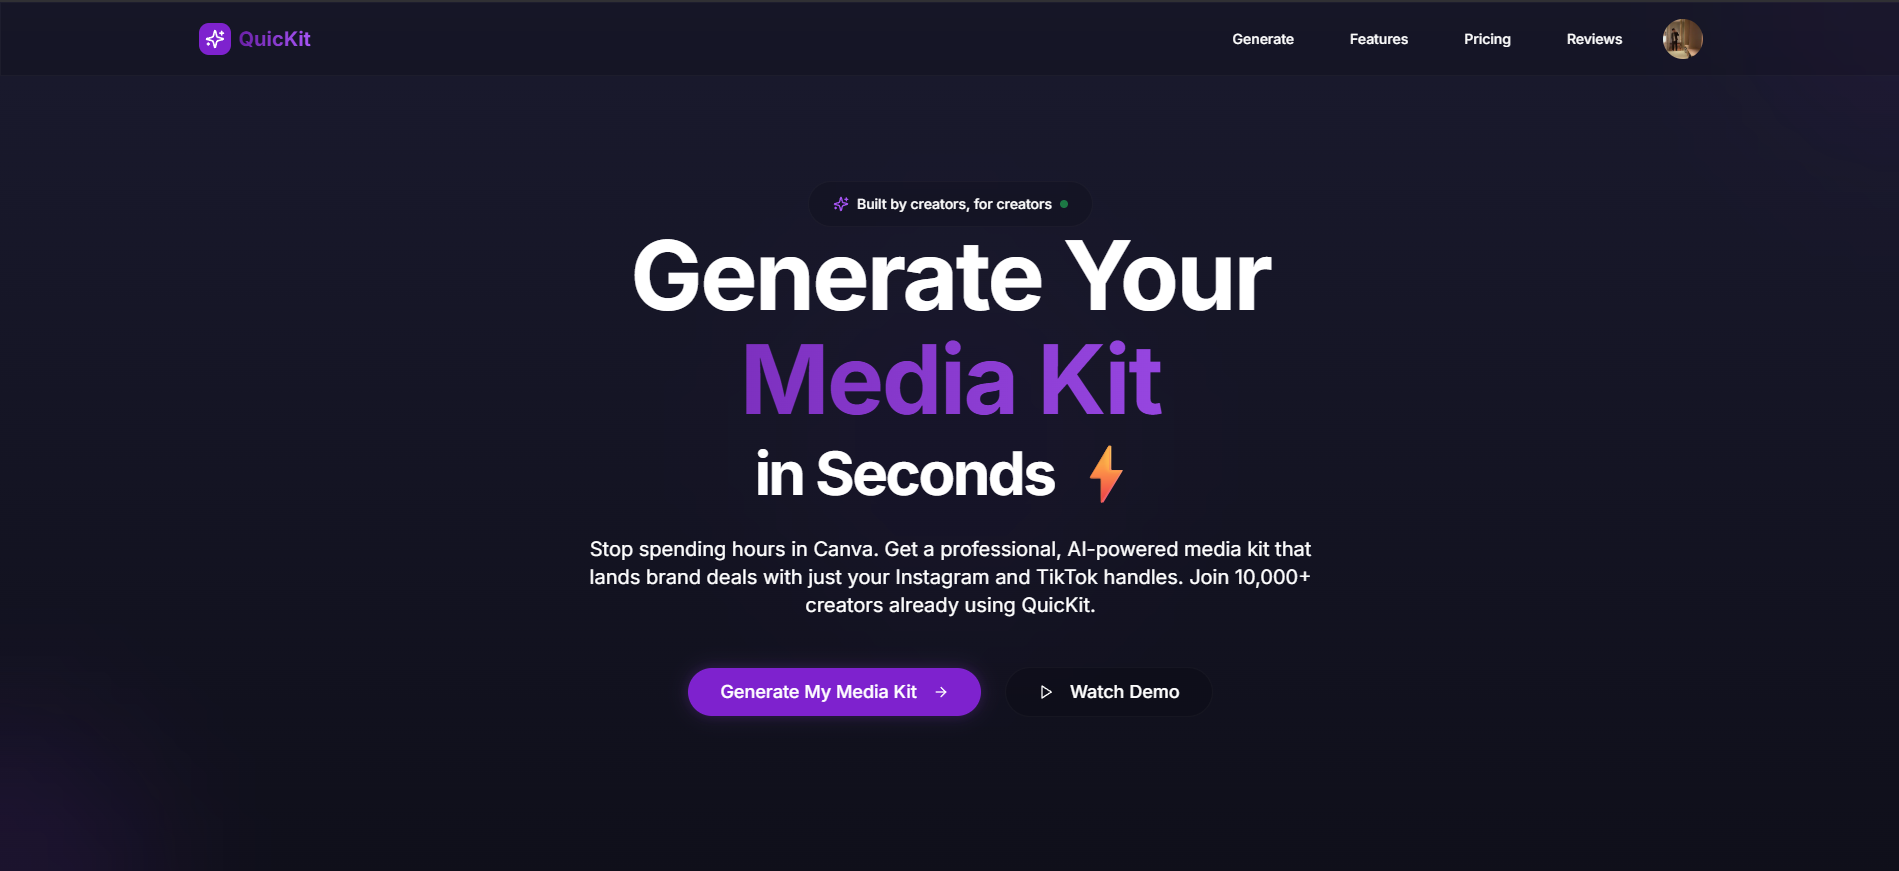 QuicKit
Generate
Features
Pricing
Reviews
Built by creators, for creators
Generate Your
Media Kit
in Seconds ⚡
Stop spending hours in Canva. Get a professional, AI-powered media kit that
lands brand deals with just your Instagram and TikTok handles. Join 10,000+
creators already using QuicKit.
Generate My Media Kit →
Watch Demo